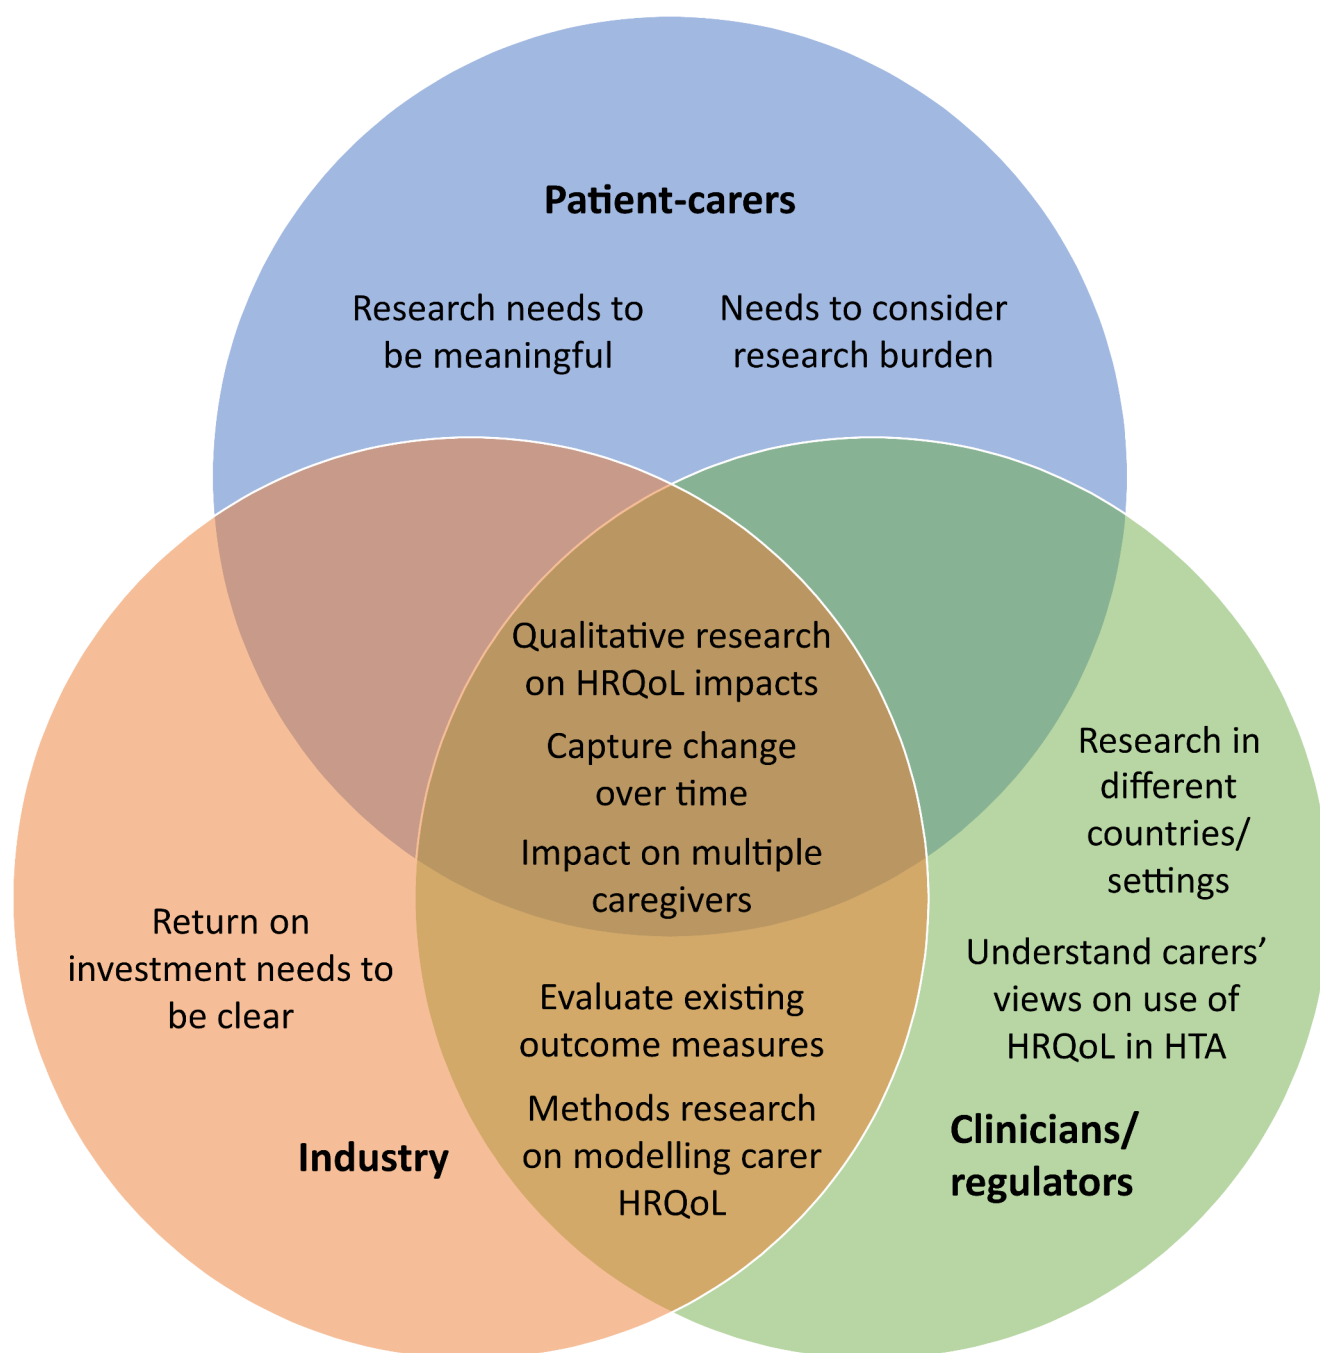 Patient-carers
Research needs to
be meaningful
Needs to consider
research burden
Qualitative research
on HRQoL impacts
Capture change
over time
Impact on multiple
caregivers
Evaluate existing
outcome measures
Methods research
on modelling carer
HRQoL
Return on
investment needs to
be clear
Industry
Research in
different
countries/
settings
Understand carers’
views on use of
HRQoL in HTA
Clinicians/
regulators